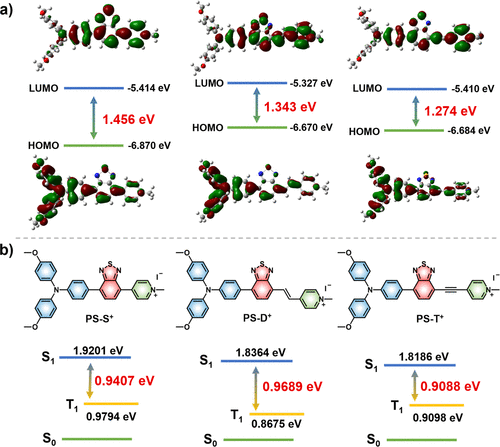 a)
LUMO -5.414 eV
1.456 eV
HOMO -6.870 eV
LUMO -5.327 eV
1.343 eV
HOMO -6.670 eV
LUMO -5.410 eV
1.274 eV
HOMO -6.684 eV
b)
O N N S N N+ I−
O
PS-S+
O N N S N N+ I−
O
PS-D+
O N N S N N+ I−
O
PS-T+
S1 1.9201 eV
0.9407 eV
T1 0.9794 eV
S0
S1 1.8364 eV
0.9689 eV
T1 0.8675 eV
S0
S1 1.8186 eV
0.9088 eV
T1 0.9098 eV
S0